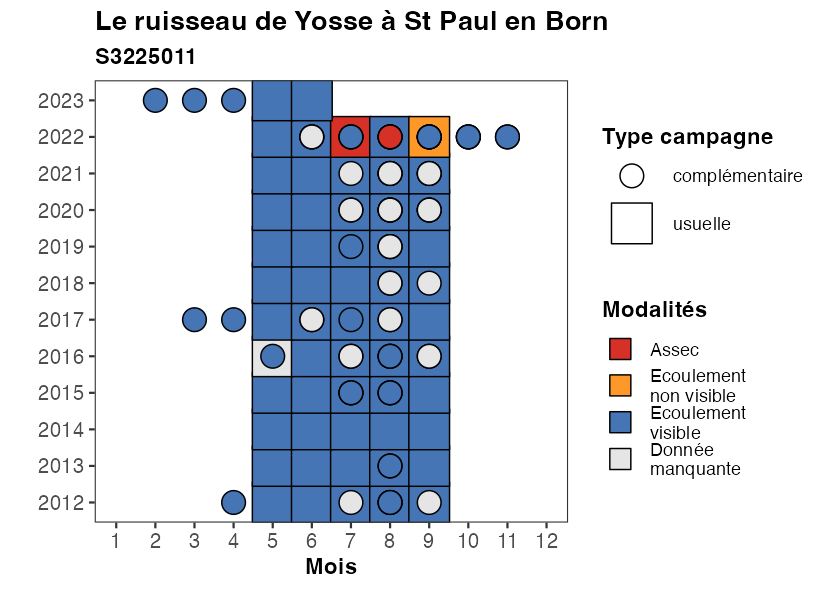 Le ruisseau de Yosse à St Paul en Born
S3225011
2023
2022
2021
2020
2019
2018
2017
2016
2015
2014
2013
2012
1 2 3 4 5 6 7 8 9 10 11 12
Mois
Type campagne
complémentaire
usuelle
Modalités
Assec
Ecoulement
non visible
Ecoulement
visible
Donnée
manquante